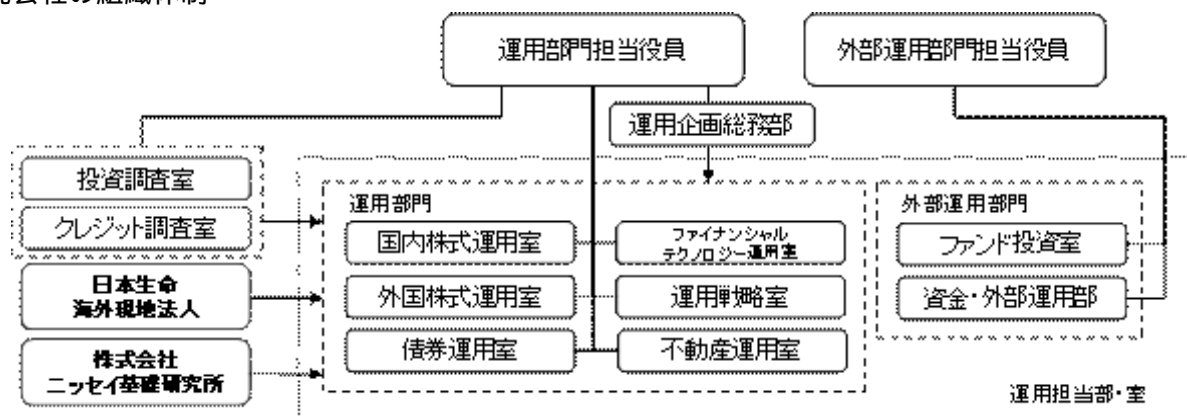 の組織体制
運用部門担当役員
外部運用部門担当役員
運用企画総務部
投資調査室
クレジット調査室
日本生命
海外現地法人
株式会社
ニッセイ基礎研究所
運用部門
国内株式運用室
ファイナンシャル
テクノロジー運用室
外国株式運用室
運用戦略室
債券運用室
不動産運用室
外部運用部門
ファンド投資室
資金・外部運用部
運用担当部・室